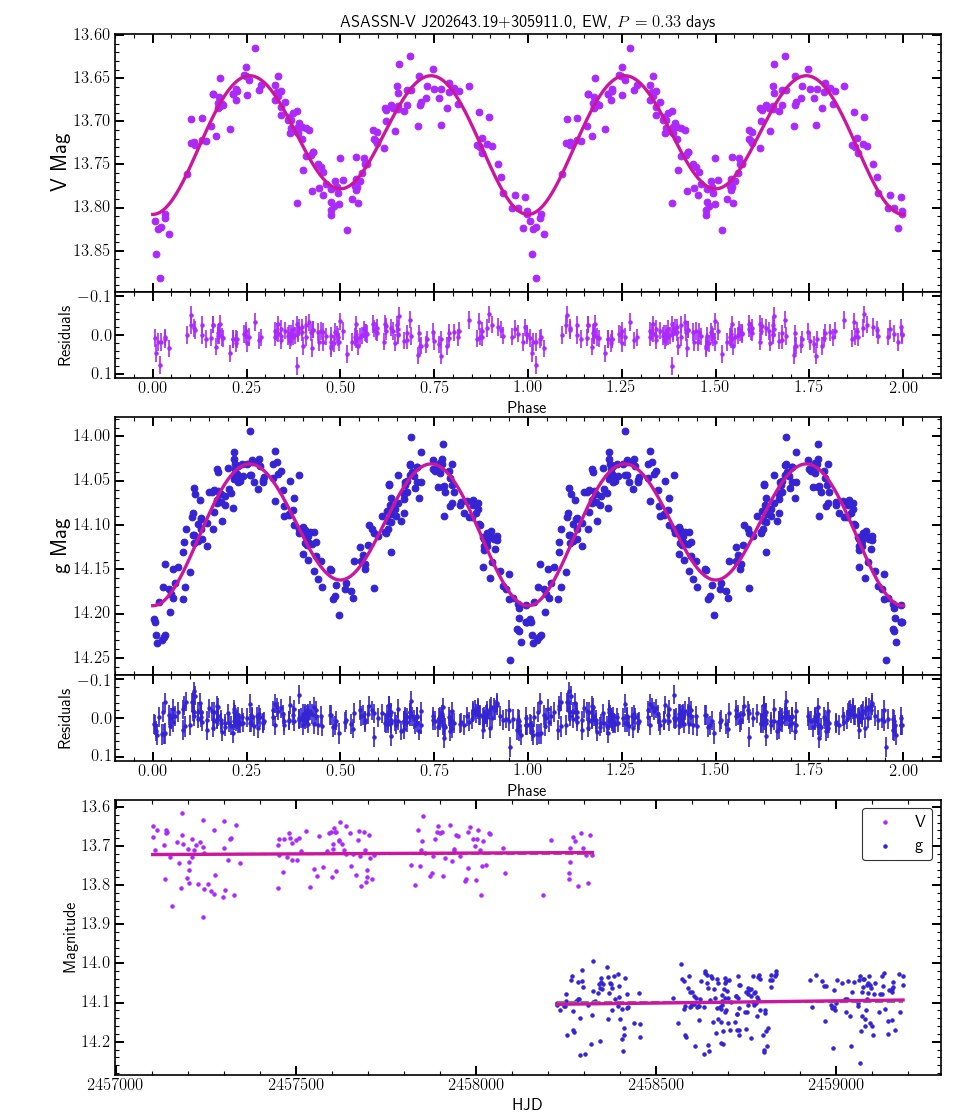 ASASSN-V J202643.19+305911.0, EW, P = 0.33 days
13.60
13.65
13.70
13.75
13.80
13.85
V Mag
−0.1
0.0
0.1
Residuals
0.00 0.25 0.50 0.75 1.00 1.25 1.50 1.75 2.00
Phase
14.00
14.05
14.10
14.15
14.20
14.25
g Mag
−0.1
0.0
0.1
Residuals
0.00 0.25 0.50 0.75 1.00 1.25 1.50 1.75 2.00
Phase
13.6
13.7
13.8
13.9
14.0
14.1
14.2
Magnitude
V
g
2457000 2457500 2458000 2458500 2459000
HJD